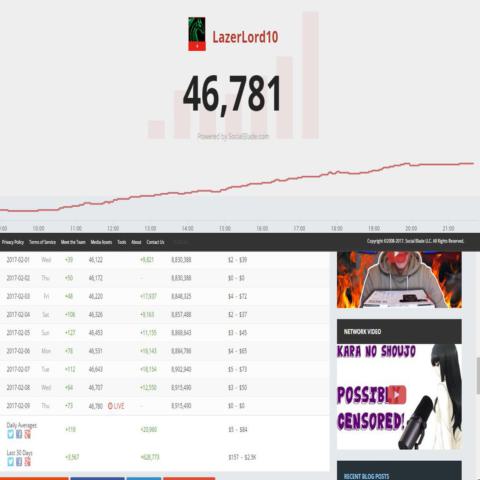 LazerLord10
46,781
Powered by SocialBlade.com
10:00 11:00 12:00 13:00 14:00 15:00 16:00 17:00 18:00 19:00 20:00 21:00
Privacy Policy Terms of Service Meet the Team Media Assets Tools About Contact Us Copyright ©2008-2017. Social Blade LLC. All Rights Reserved.
2017-02-01 Wed +39 46,122 +9,821 8,830,388 $2 - $39
2017-02-02 Thu +50 46,172 - 8,830,388 $0 - $0
2017-02-03 Fri +48 46,220 +17,937 8,848,325 $4 - $72
2017-02-04 Sat +106 46,326 +9,163 8,857,488 $2 - $37
2017-02-05 Sun +127 46,453 +11,155 8,868,643 $3 - $45
2017-02-06 Mon +78 46,531 +16,143 8,884,786 $4 - $65
2017-02-07 Tue +112 46,643 +18,154 8,902,940 $5 - $73
2017-02-08 Wed +64 46,707 +12,550 8,915,490 $3 - $50
2017-02-09 Thu +73 46,780 LIVE - 8,915,490 $0 - $0
Daily Averages +119 +20,960 $5 - $84
Last 30 Days +3,567 +628,773 $157 - $2.5K
NETWORK VIDEO
KARA NO SHOUJO
POSSIBLY
CENSORED!
RECENT BLOG POSTS